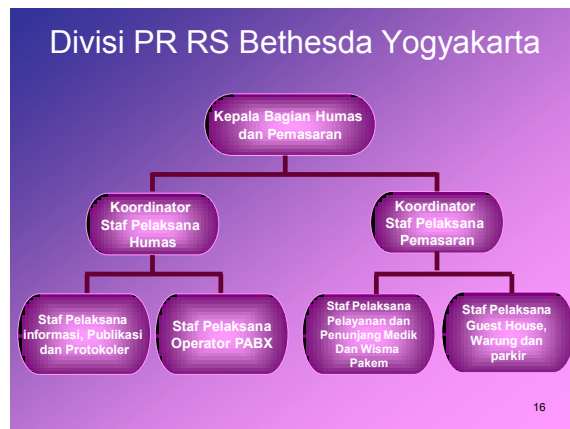 Divisi PR RS Bethesda Yogyakarta
Kepala Bagian Humas
dan Pemasaran
Koordinator
Staf Pelaksana
Humas
Koordinator
Staf Pelaksana
Pemasaran
Staf Pelaksana
informasi, Publikasi
dan Protokoler
Staf Pelaksana
Operator PABX
Staf Pelaksana
Pelayanan dan
Penunjang Medik
Dan Wisma
Pakem
Staf Pelaksana
Guest House,
Warung dan
parkir
16